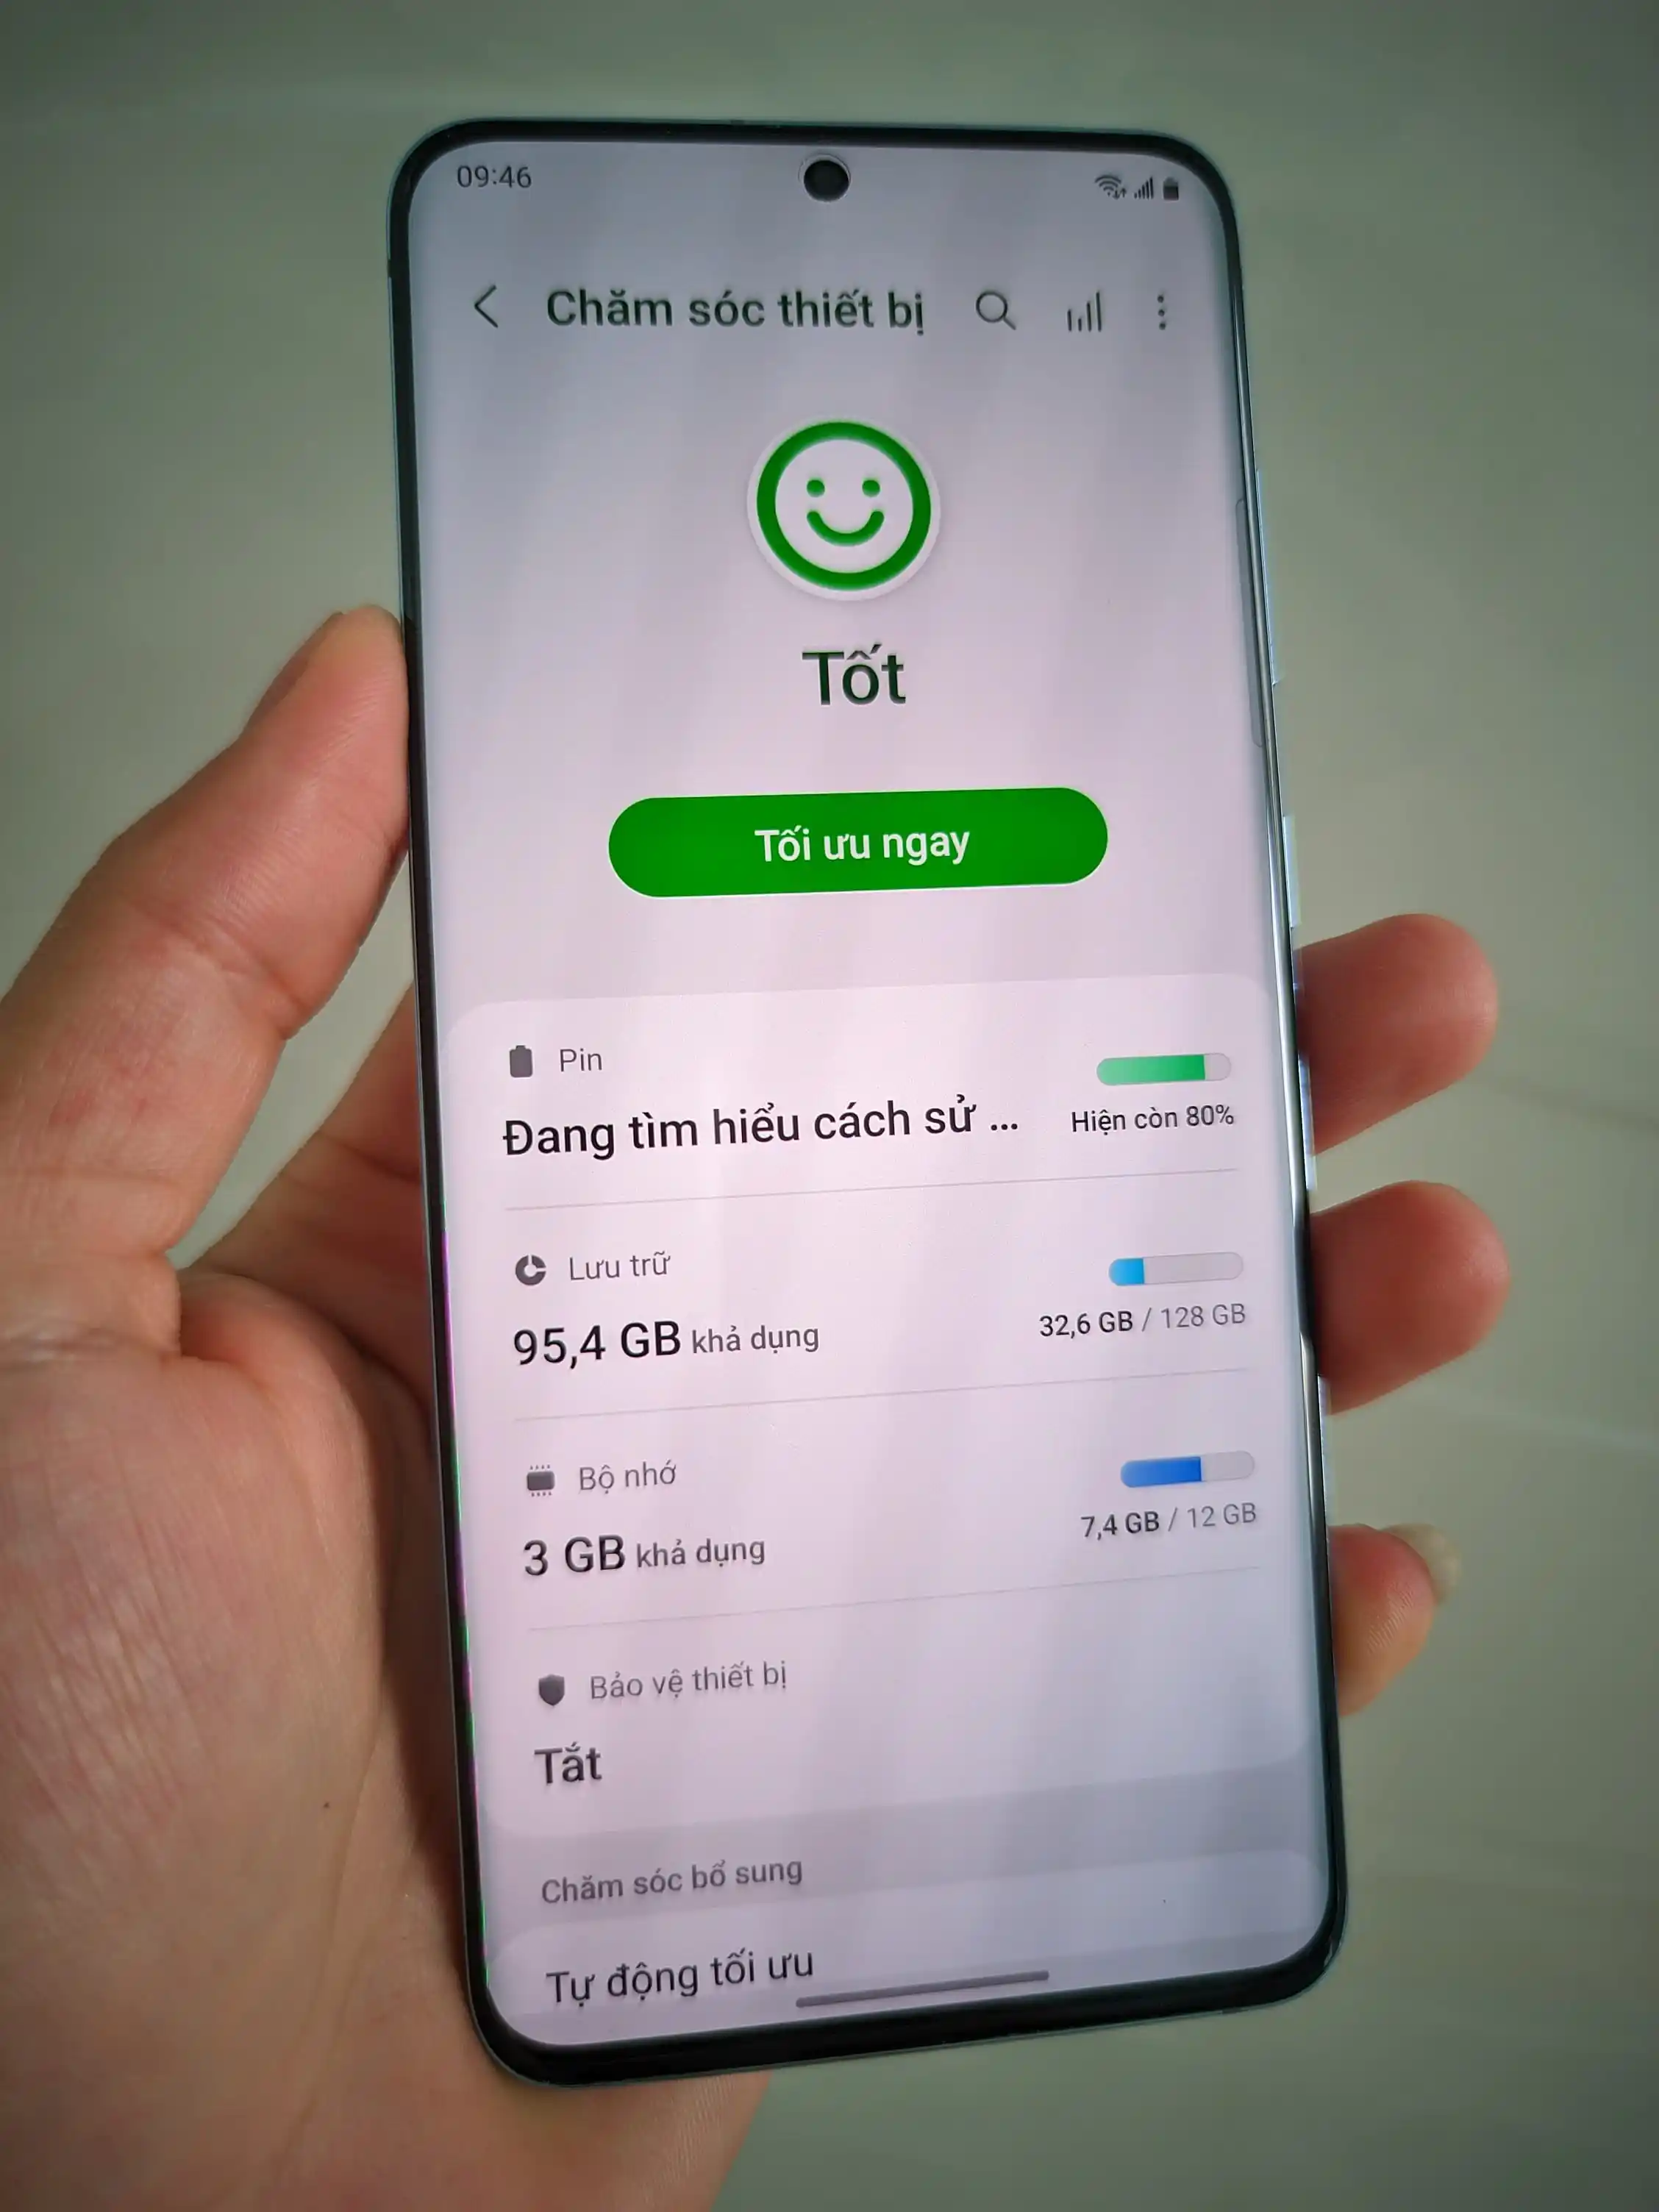 09:46
Chăm sóc thiết bị
Tốt
Tối ưu ngay
Pin
Đang tìm hiểu cách sử ...
Hiện còn 80%
Lưu trữ
95,4 GB khả dụng
32,6 GB / 128 GB
Bộ nhớ
3 GB khả dụng
7,4 GB / 12 GB
Bảo vệ thiết bị
Tắt
Chăm sóc bổ sung
Tự động tối ưu